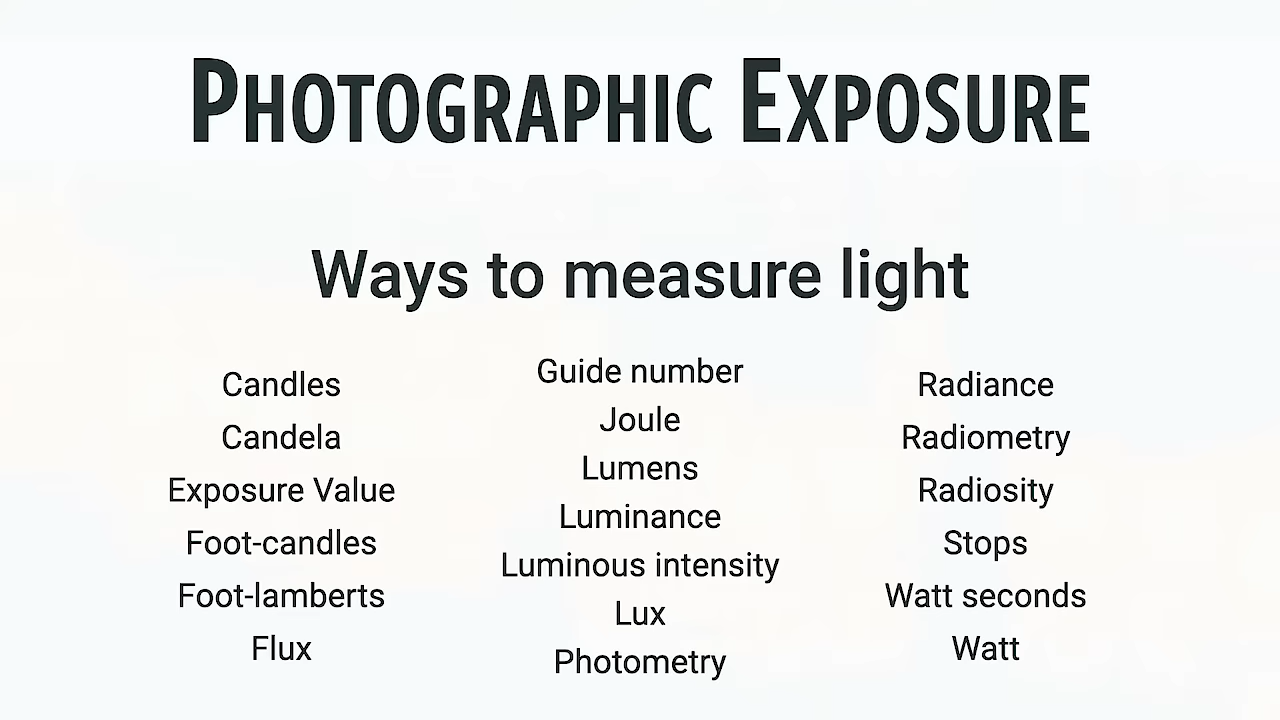 Photographic Exposure
Ways to measure light
Candles
Candela
Exposure Value
Foot-candles
Foot-lamberts
Flux
Guide number
Joule
Lumens
Luminance
Luminous intensity
Lux
Photometry
Radiance
Radiometry
Radiosity
Stops
Watt seconds
Watt